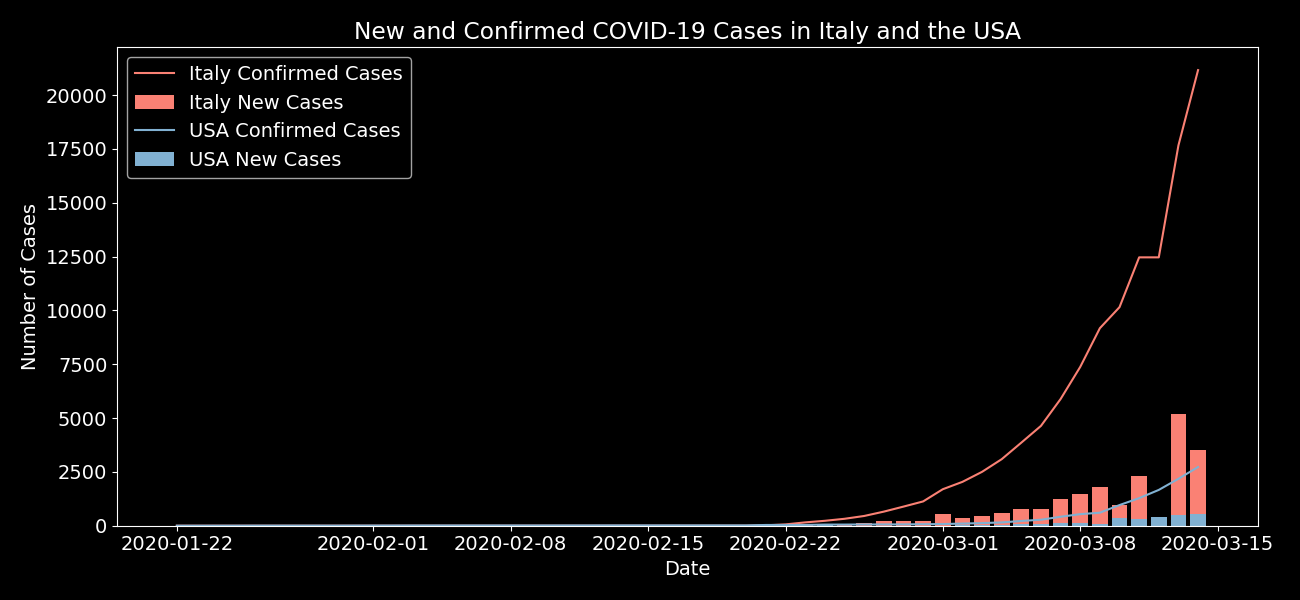 New and Confirmed COVID-19 Cases in Italy and the USA
Italy Confirmed Cases
Italy New Cases
USA Confirmed Cases
USA New Cases
Number of Cases
20000
17500
15000
12500
10000
7500
5000
2500
0
2020-01-22 2020-02-01 2020-02-08 2020-02-15 2020-02-22 2020-03-01 2020-03-08 2020-03-15
Date